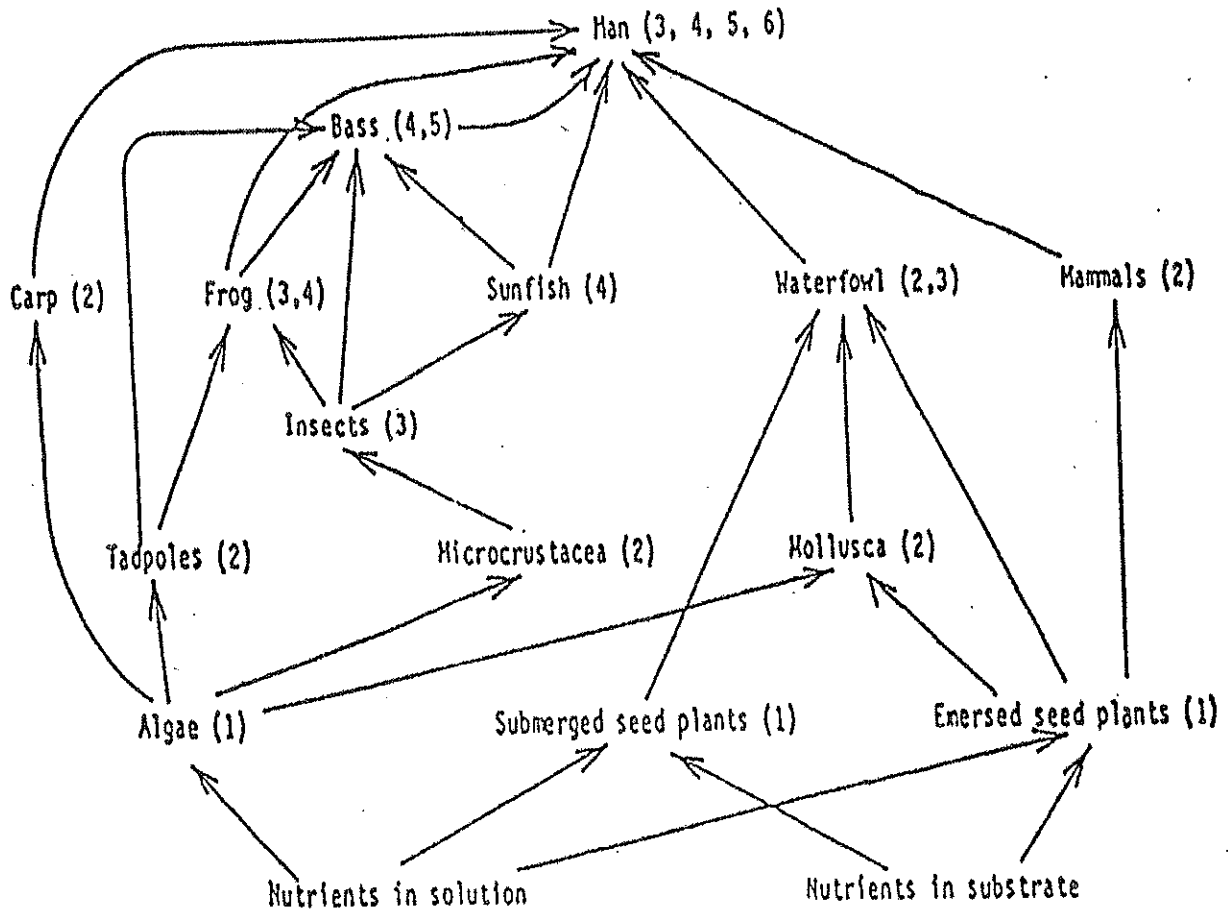 Man (3, 4, 5, 6)
Bass (4,5)
Carp (2)
Frog (3,4)
Sunfish (4)
Waterfowl (2,3)
Mammals (2)
Insects (3)
Tadpoles (2)
Microcrustacea (2)
Mollusca (2)
Algae (1)
Submerged seed plants (1)
Emersed seed plants (1)
Nutrients in solution
Nutrients in substrate